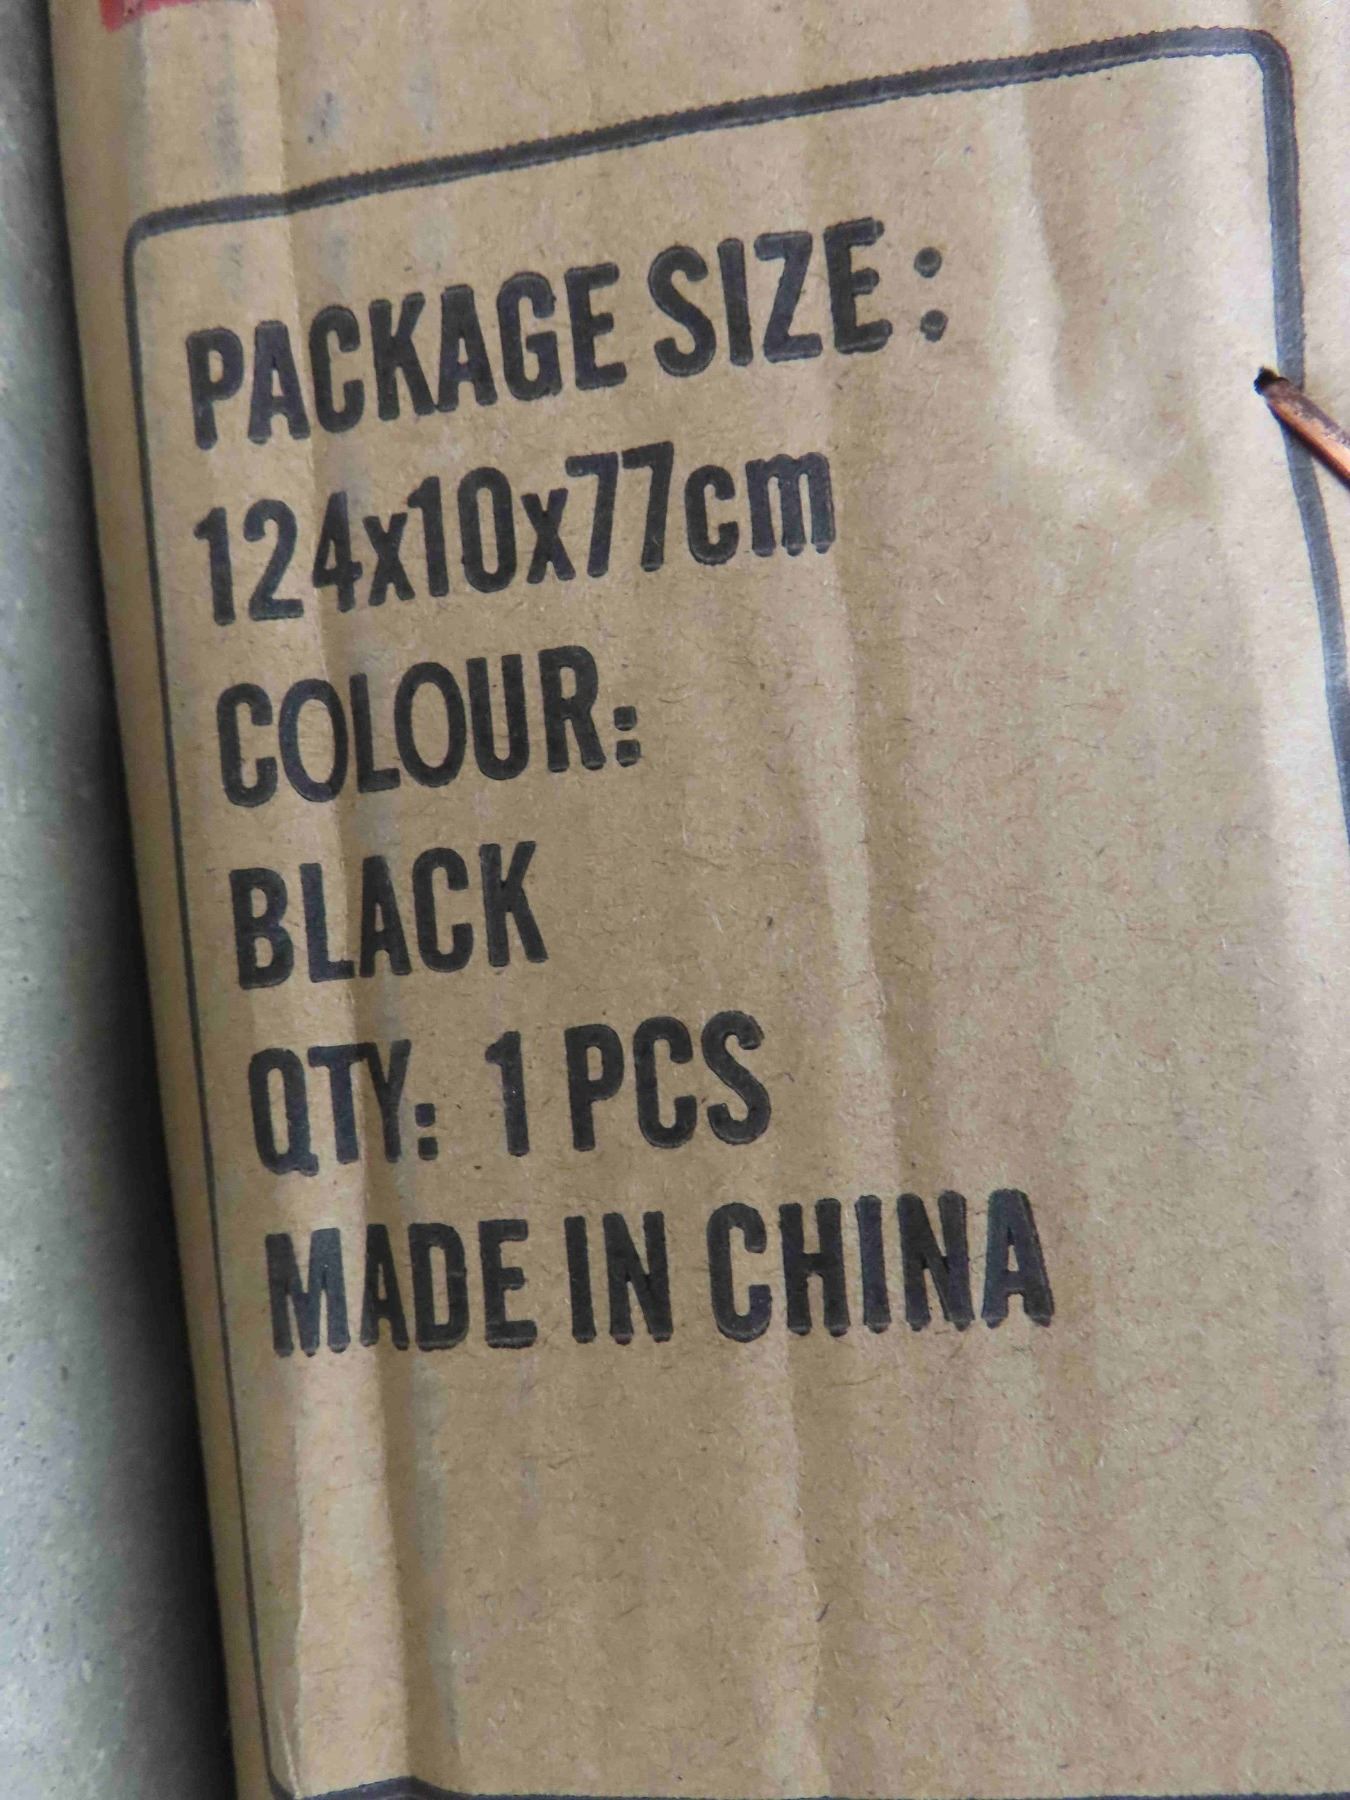 PACKAGE SIZE :
124x10x77cm
COLOUR:
BLACK
QTY: 1 PCS
MADE IN CHINA